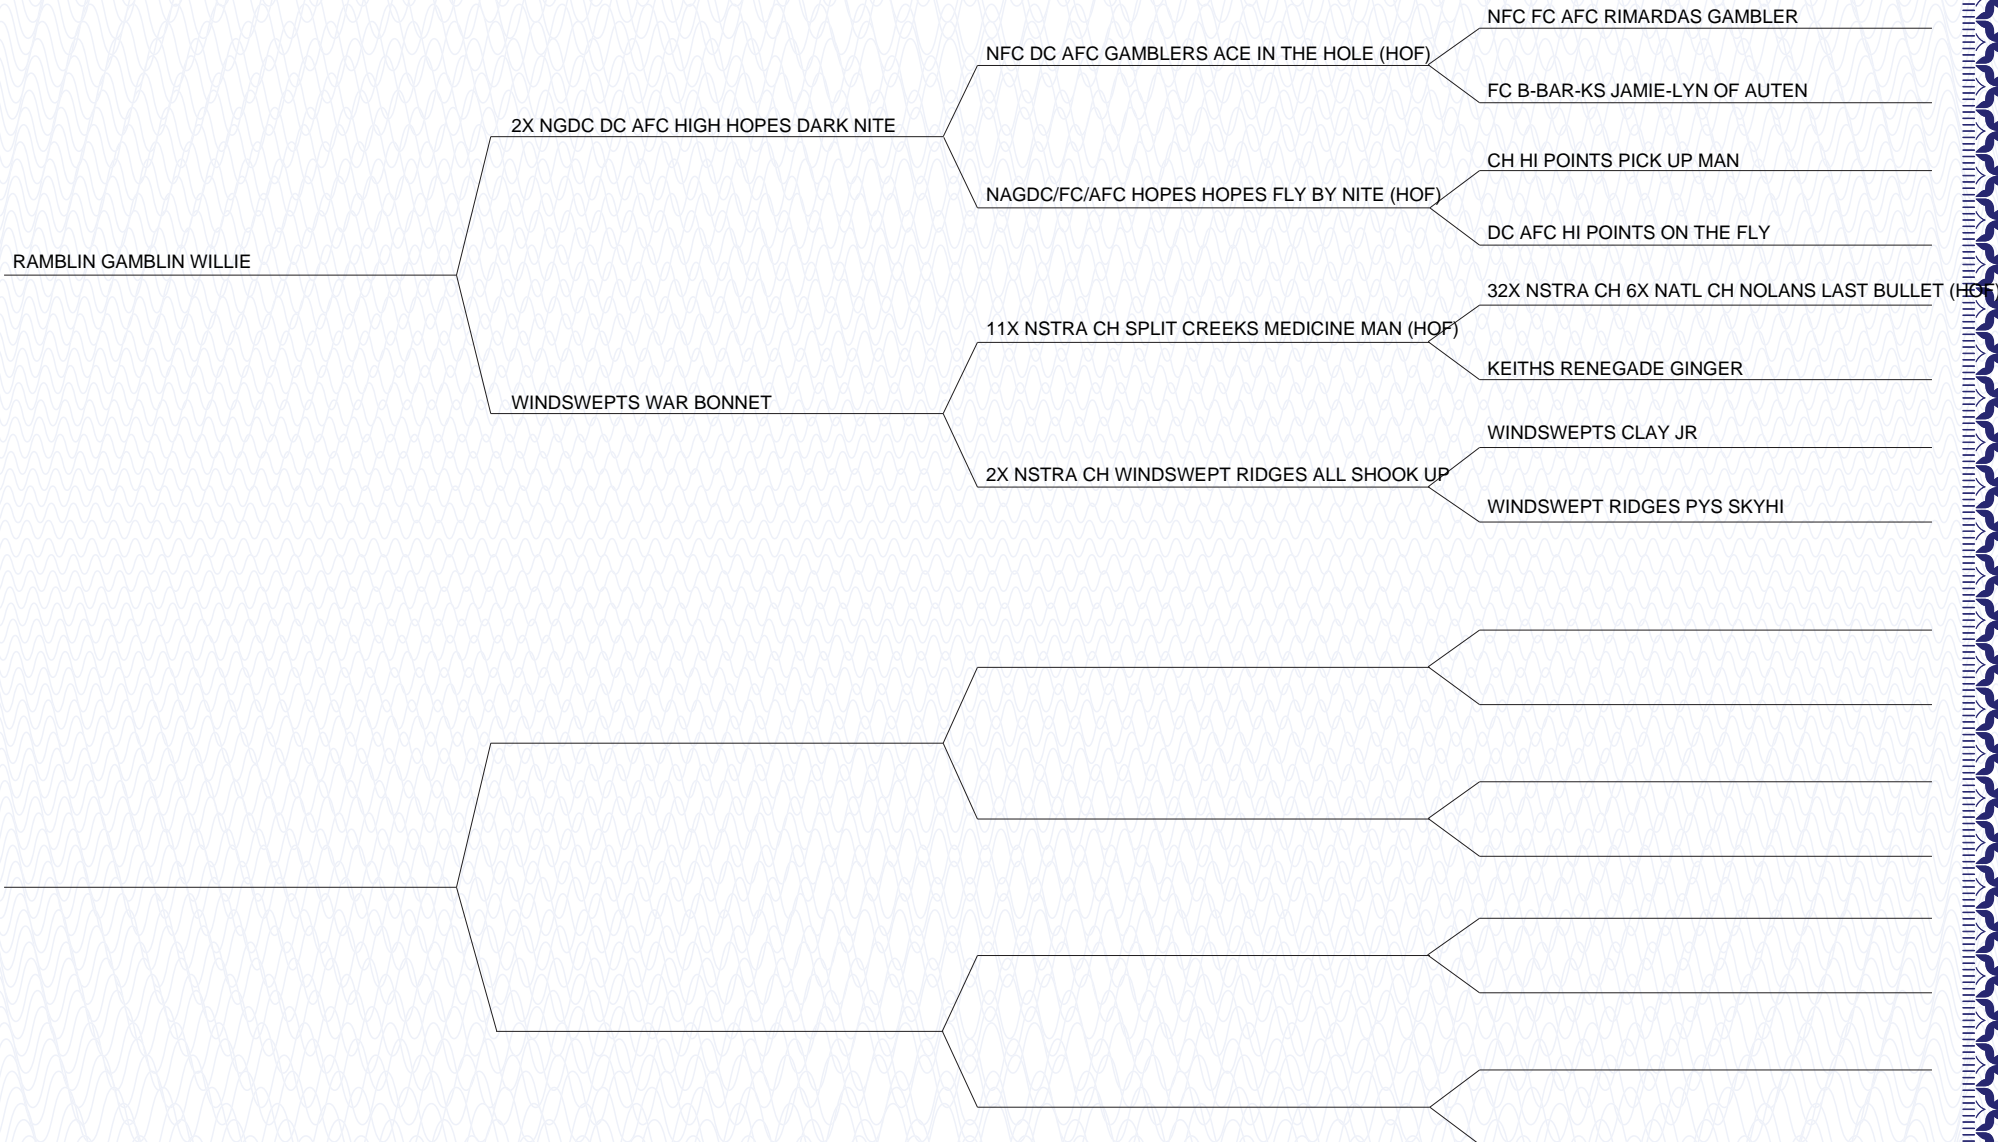 NFC FC AFC RIMARDAS GAMBLER
NFC DC AFC GAMBLERS ACE IN THE HOLE (HOF)
FC B-BAR-KS JAMIE-LYN OF AUTEN
2X NGDC DC AFC HIGH HOPES DARK NITE
CH HI POINTS PICK UP MAN
NAGDC/FC/AFC HOPES HOPES FLY BY NITE (HOF)
DC AFC HI POINTS ON THE FLY
RAMBLIN GAMBLIN WILLIE
32X NSTRA CH 6X NATL CH NOLANS LAST BULLET (HOF)
11X NSTRA CH SPLIT CREEKS MEDICINE MAN (HOF)
KEITHS RENEGADE GINGER
WINDSWEPTS WAR BONNET
WINDSWEPTS CLAY JR
2X NSTRA CH WINDSWEPT RIDGES ALL SHOOK UP
WINDSWEPT RIDGES PYS SKYHI